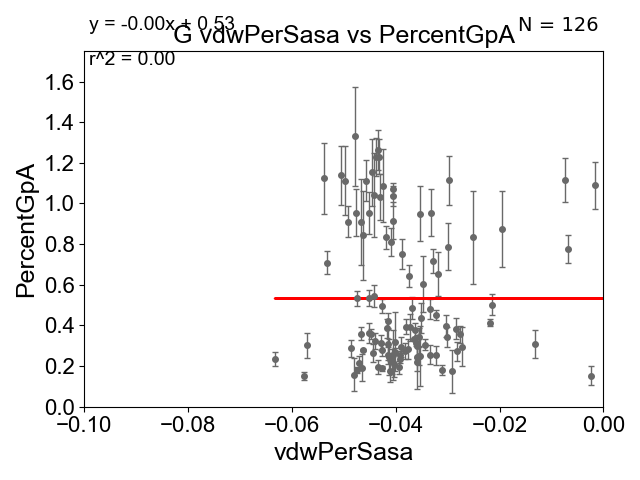 y = -0.00x + 0.53
N = 126
G vdwPerSasa vs PercentGpA
r^2 = 0.00
1.6
1.4
1.2
1.0
0.8
0.6
0.4
0.2
0.0
PercentGpA
−0.10 −0.08 −0.06 −0.04 −0.02 0.00
vdwPerSasa